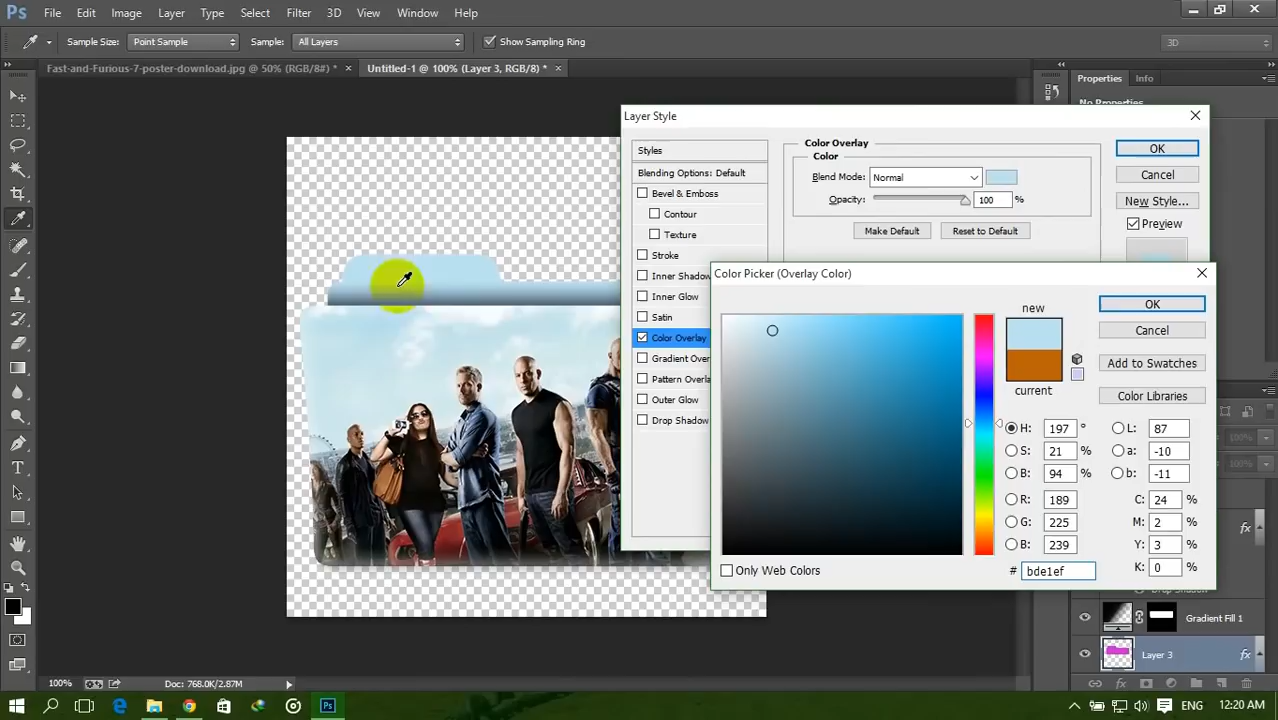 Ps File Edit Image Layer Type Select Filter 3D View Window Help
Sample Size: Point Sample Sample: All Layers Show Sampling Ring 3D
Fast-and-Furious-7-poster-download.jpg @ 50% (RGB/8#) * × Untitled-1 @ 100% (Layer 3, RGB/8) * ×
Properties Info
Layer Style
Styles
Blending Options: Default
Bevel & Emboss
Contour
Texture
Stroke
Inner Shadow
Inner Glow
Satin
Color Overlay
Gradient Over
Pattern Overla
Outer Glow
Drop Shadow
Color Overlay
Color
Blend Mode: Normal
Opacity: 100 %
Make Default Reset to Default
OK
Cancel
New Style...
Preview
Color Picker (Overlay Color)
new
current
OK
Cancel
Add to Swatches
Color Libraries
H: 197 °
S: 21 %
B: 94 %
R: 189
G: 225
B: 239
# bde1ef
L: 87
a: -10
b: -11
C: 24 %
M: 2 %
Y: 3 %
K: 0 %
Only Web Colors
Gradient Fill 1
Layer 3 fx
100% Doc: 768.0K/2.87M
ENG 12:20 AM